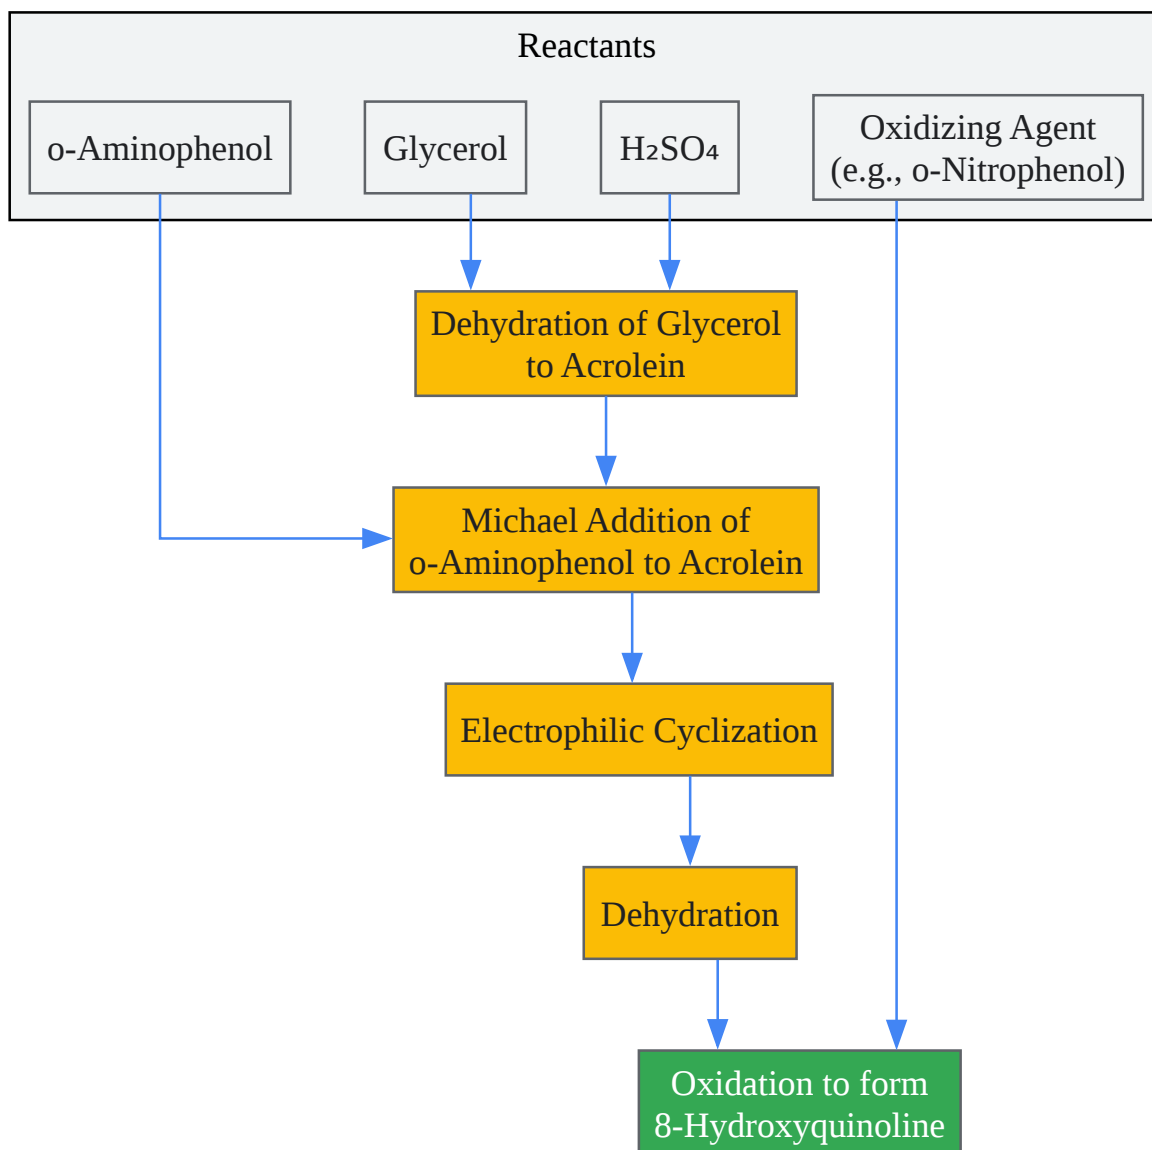 Reactants
o-Aminophenol
Glycerol
H₂SO₄
Oxidizing Agent
(e.g., o-Nitrophenol)
Dehydration of Glycerol
to Acrolein
Michael Addition of
o-Aminophenol to Acrolein
Electrophilic Cyclization
Dehydration
Oxidation to form
8-Hydroxyquinoline